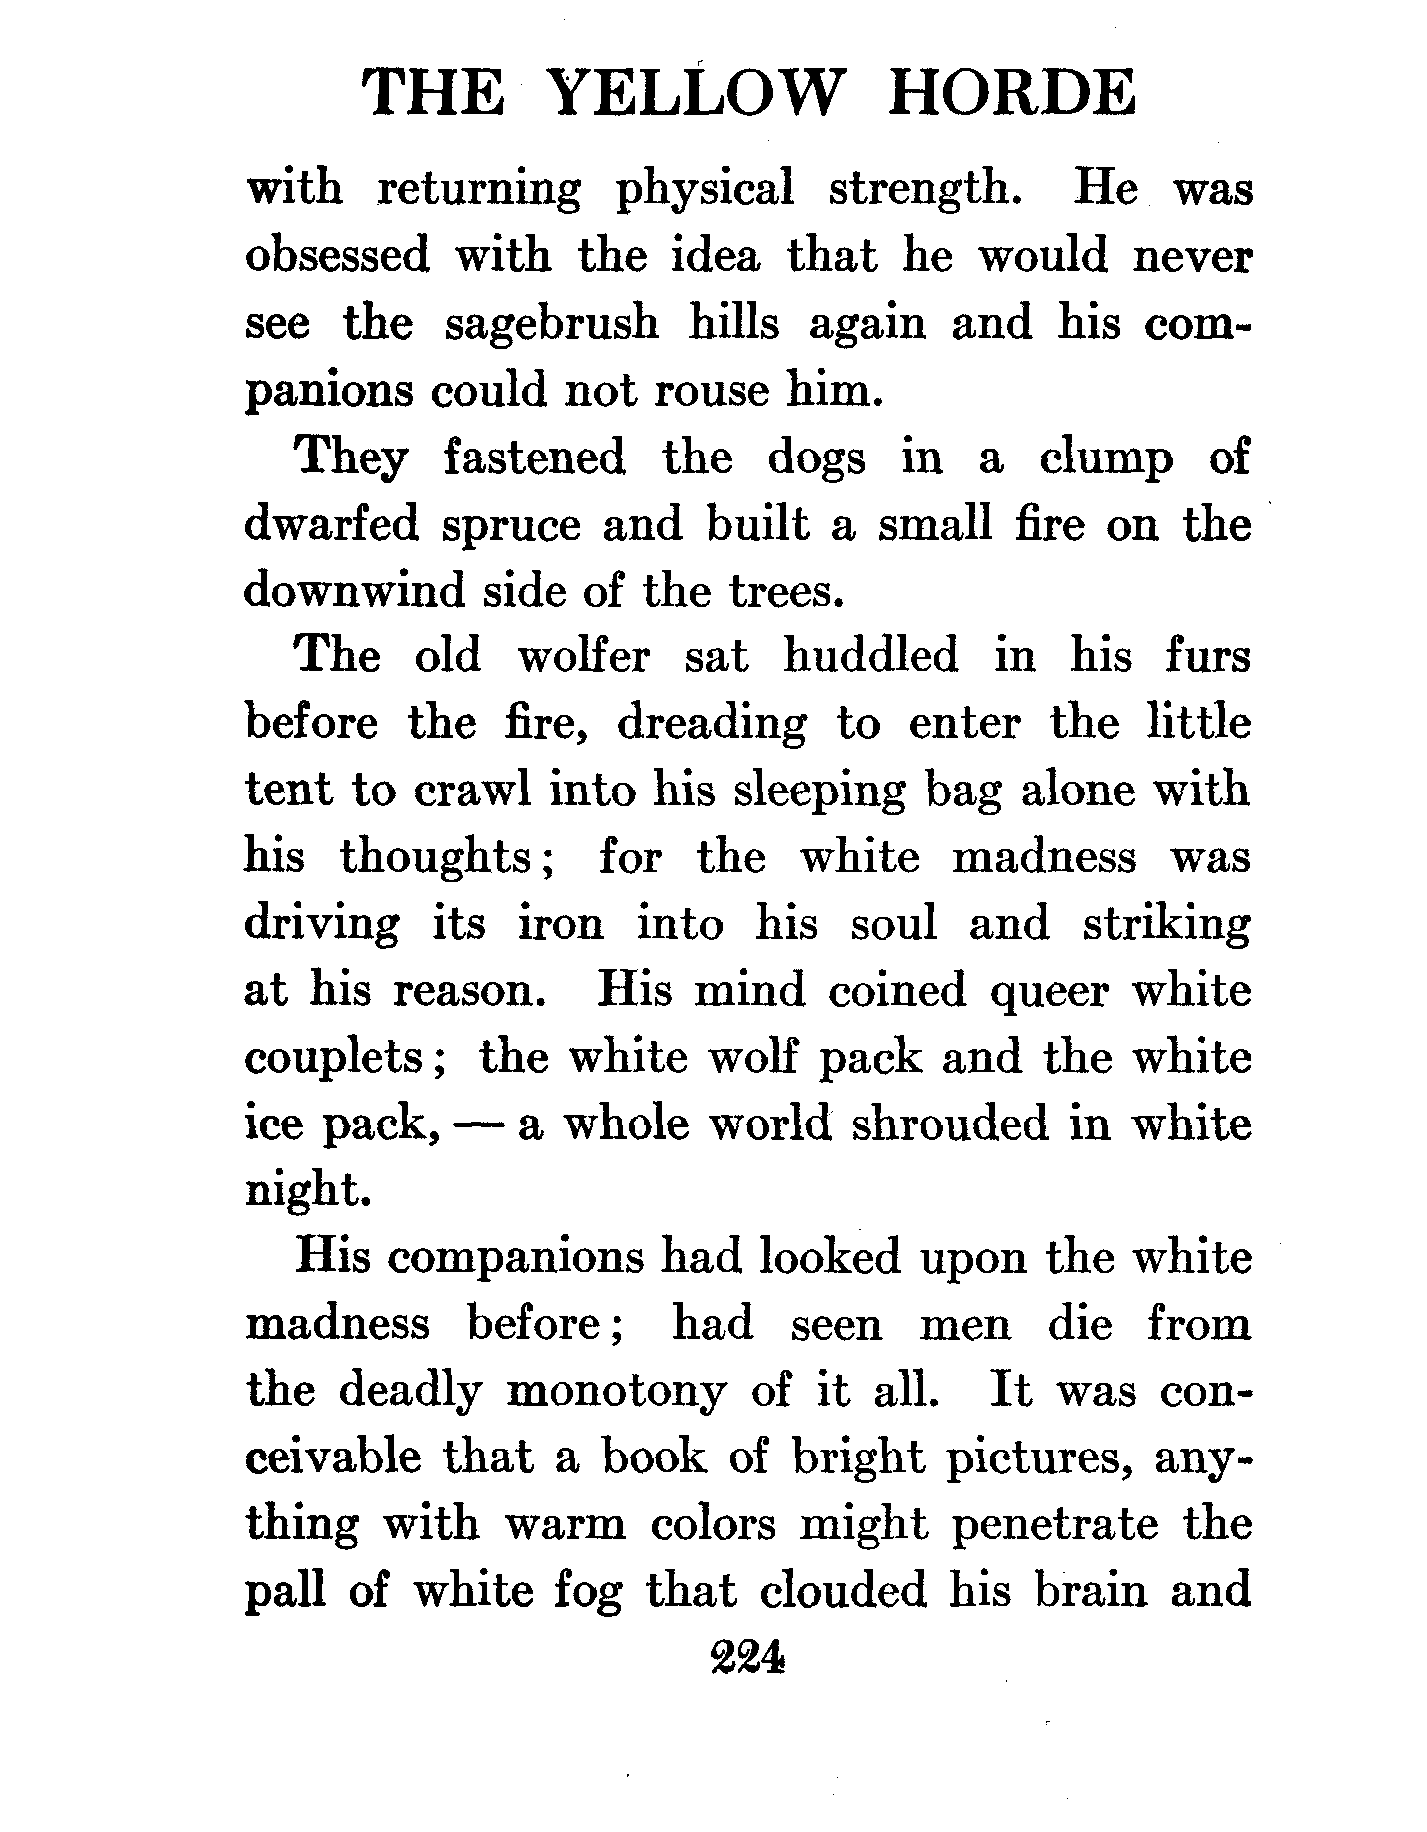 THE YELLOW HORDE
with returning physical strength. He was
obsessed with the idea that he would never
see the sagebrush hills again and his com-
panions could not rouse him.
They fastened the dogs in a clump of
dwarfed spruce and built a small fire on the
downwind side of the trees.
The old wolfer sat huddled in his furs
before the fire, dreading to enter the little
tent to crawl into his sleeping bag alone with
his thoughts; for the white madness was
driving its iron into his soul and striking
at his reason. His mind coined queer white
couplets; the white wolf pack and the white
ice pack, — a whole world shrouded in white
night.
His companions had looked upon the white
madness before; had seen men die from
the deadly monotony of it all. It was con-
ceivable that a book of bright pictures, any-
thing with warm colors might penetrate the
pall of white fog that clouded his brain and
224